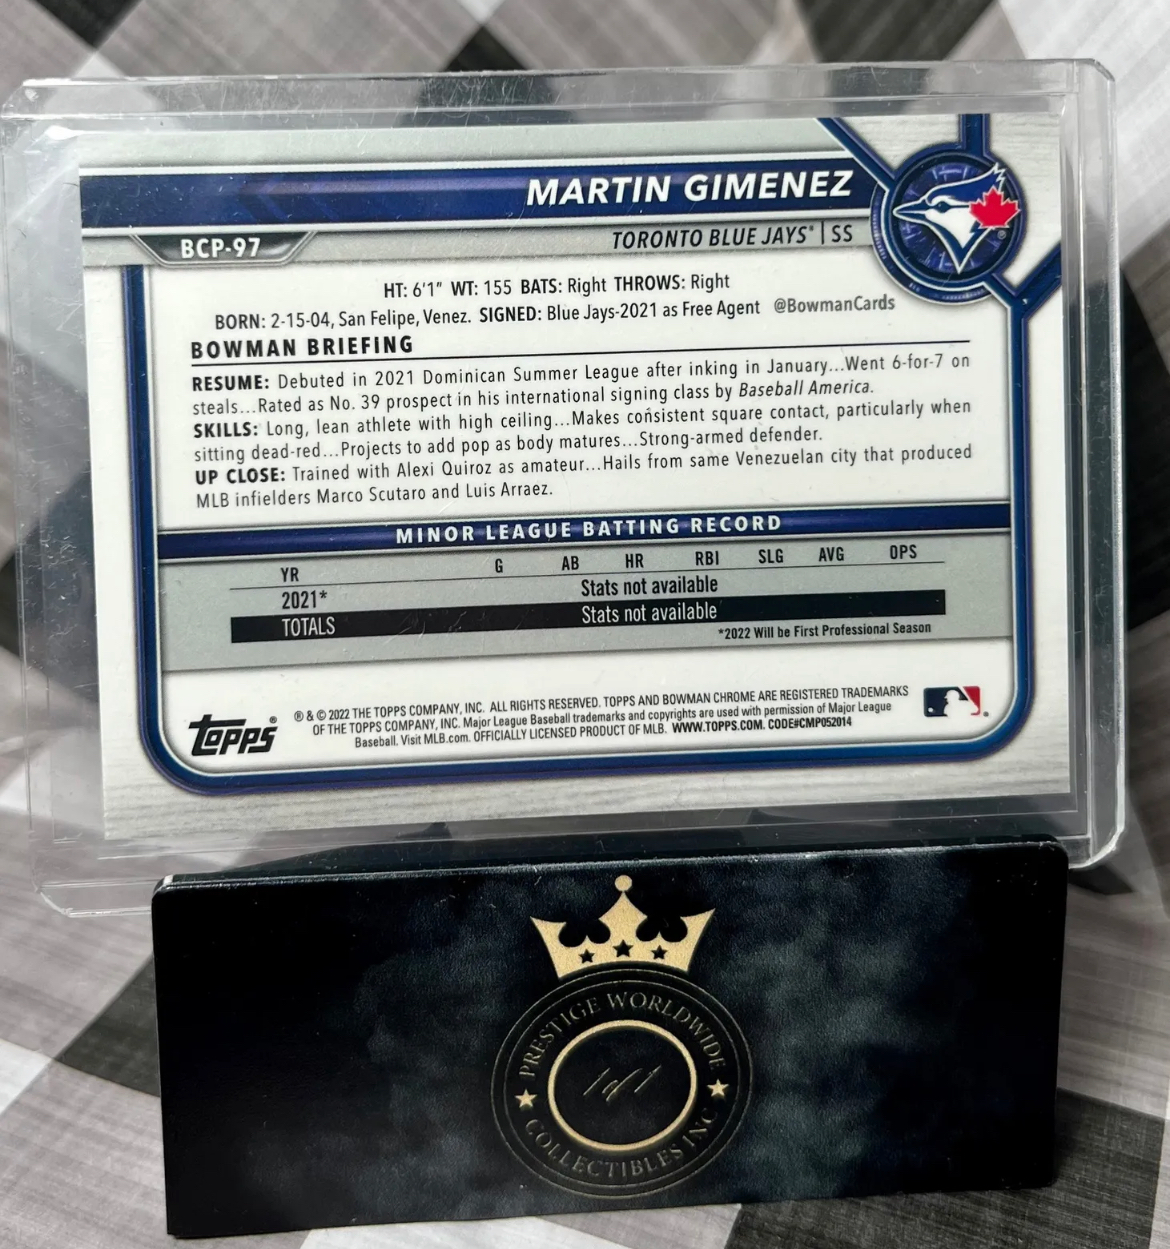 MARTIN GIMENEZ
BCP-97
TORONTO BLUE JAYS® | SS
HT: 6'1" WT: 155 BATS: Right THROWS: Right
BORN: 2-15-04, San Felipe, Venez. SIGNED: Blue Jays-2021 as Free Agent @BowmanCards
BOWMAN BRIEFING
RESUME: Debuted in 2021 Dominican Summer League after inking in January...Went 6-for-7 on
steals...Rated as No. 39 prospect in his international signing class by Baseball America.
SKILLS: Long, lean athlete with high ceiling...Makes consistent square contact, particularly when
sitting dead-red...Projects to add pop as body matures...Strong-armed defender.
UP CLOSE: Trained with Alexi Quiroz as amateur...Hails from same Venezuelan city that produced
MLB infielders Marco Scutaro and Luis Arraez.
MINOR LEAGUE BATTING RECORD
YR G AB HR RBI SLG AVG OPS
2021* Stats not available
TOTALS Stats not available
*2022 Will be First Professional Season
® & © 2022 THE TOPPS COMPANY, INC. ALL RIGHTS RESERVED. TOPPS AND BOWMAN CHROME ARE REGISTERED TRADEMARKS
OF THE TOPPS COMPANY, INC. Major League Baseball trademarks and copyrights are used with permission of Major League
Baseball. Visit MLB.com. OFFICIALLY LICENSED PRODUCT OF MLB. WWW.TOPPS.COM. CODE#CMP052014
Topps®
PRESTIGE WORLDWIDE
1of1
COLLECTIBLES INC